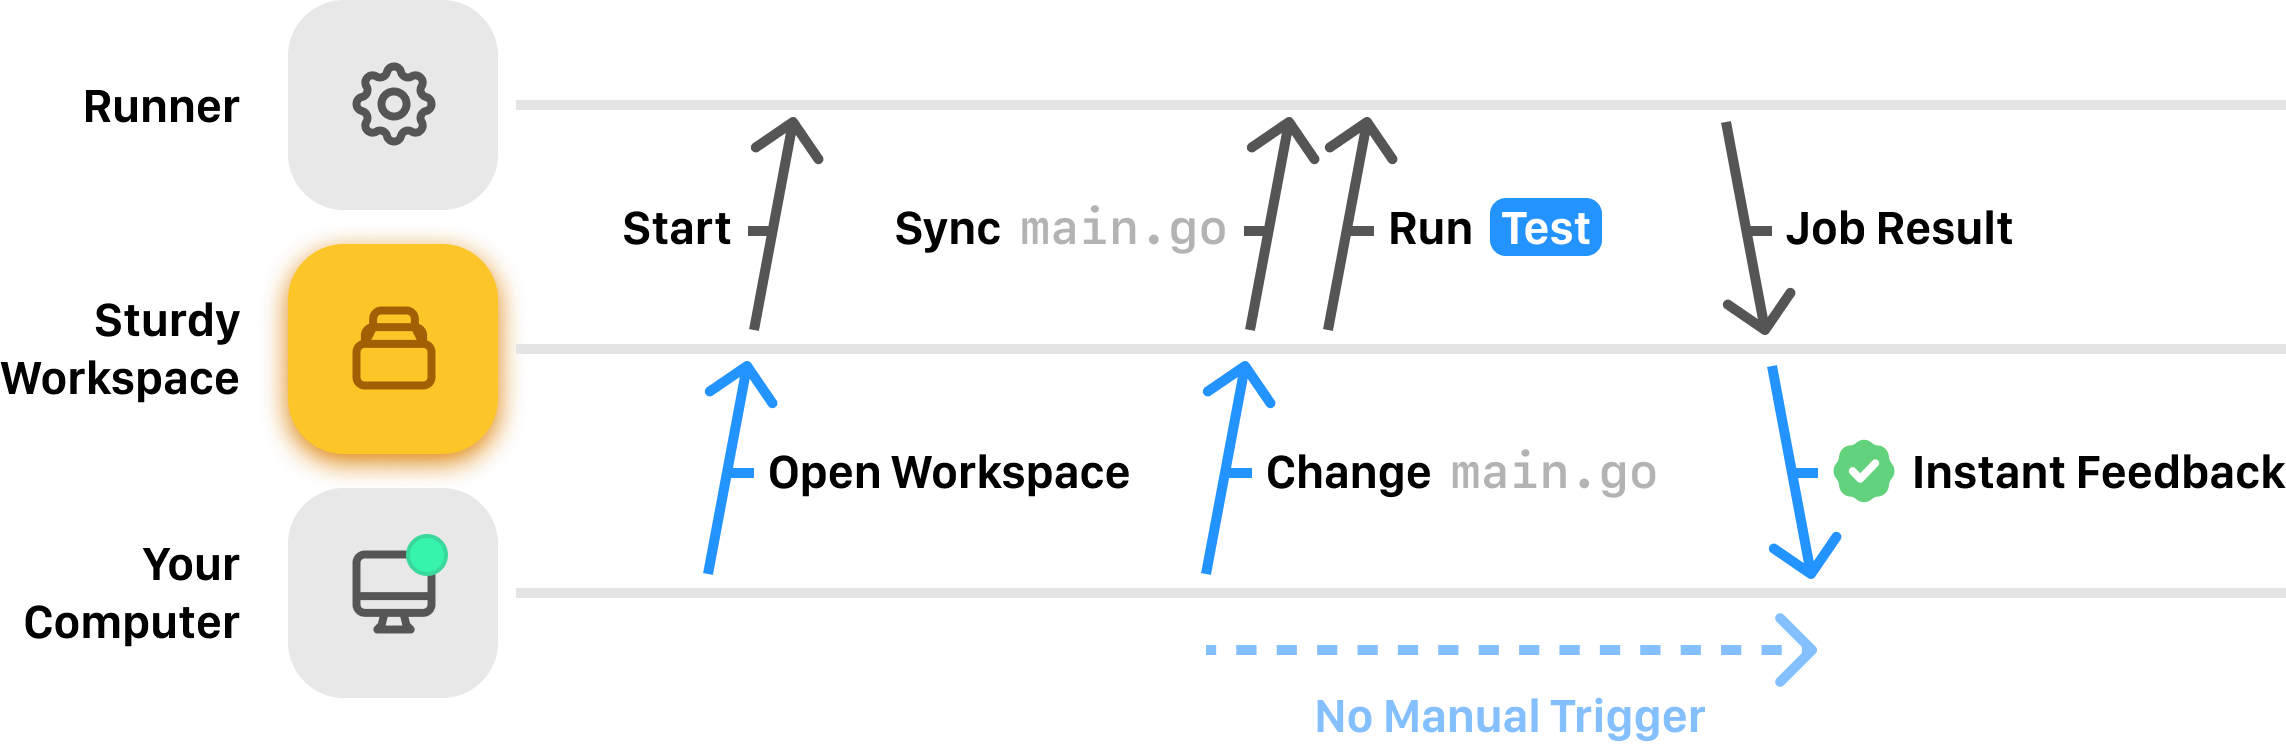 Runner
Start
Sync main.go
Run Test
Job Result
Sturdy
Workspace
Open Workspace
Change main.go
Instant Feedback
Your
Computer
No Manual Trigger